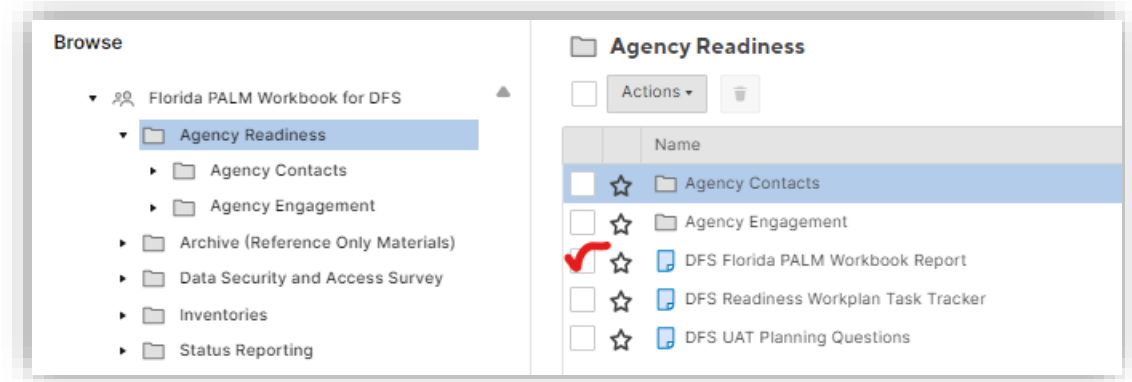 Browse
Florida PALM Workbook for DFS
Agency Readiness
Agency Contacts
Agency Engagement
Archive (Reference Only Materials)
Data Security and Access Survey
Inventories
Status Reporting
Agency Readiness
Actions
Name
Agency Contacts
Agency Engagement
DFS Florida PALM Workbook Report
DFS Readiness Workplan Task Tracker
DFS UAT Planning Questions